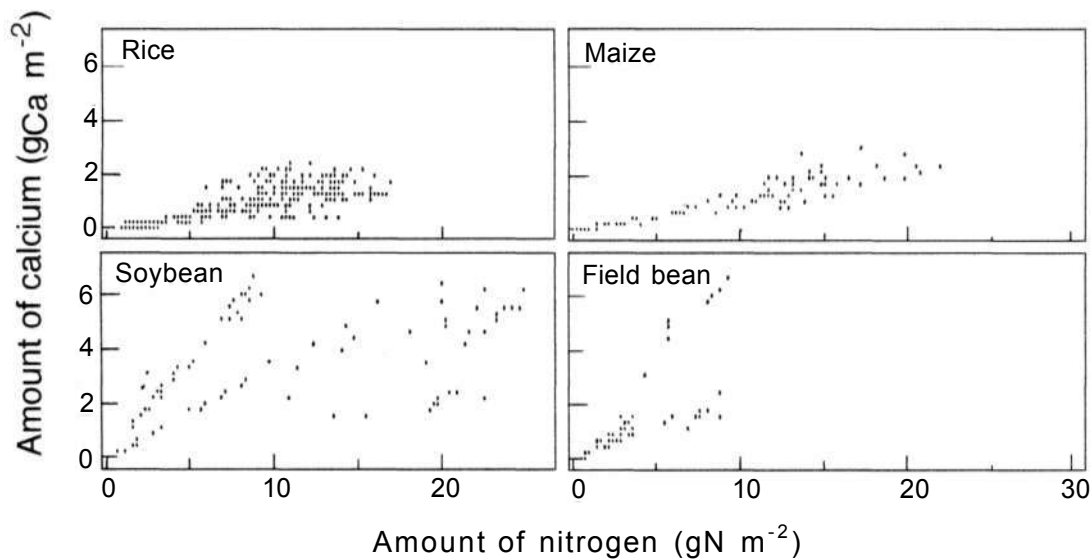 Amount of calcium (gCa m⁻²)
Rice
6
4
2
0
Maize
Soybean
6
4
2
0
Field bean
0
10
20
0
10
20
30
Amount of nitrogen (gN m⁻²)